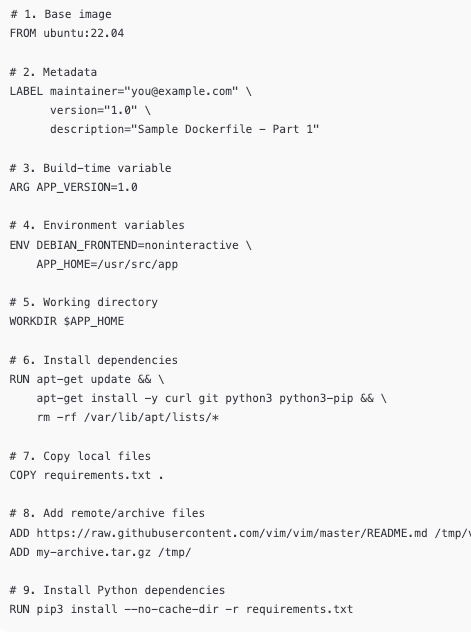 # 1. Base image
FROM ubuntu:22.04
# 2. Metadata
LABEL maintainer="you@example.com" \
      version="1.0" \
      description="Sample Dockerfile – Part 1"
# 3. Build-time variable
ARG APP_VERSION=1.0
# 4. Environment variables
ENV DEBIAN_FRONTEND=noninteractive \
    APP_HOME=/usr/src/app
# 5. Working directory
WORKDIR $APP_HOME
# 6. Install dependencies
RUN apt-get update && \
    apt-get install -y curl git python3 python3-pip && \
    rm -rf /var/lib/apt/lists/*
# 7. Copy local files
COPY requirements.txt .
# 8. Add remote/archive files
ADD https://raw.githubusercontent.com/vim/vim/master/README.md /tmp/
ADD my-archive.tar.gz /tmp/
# 9. Install Python dependencies
RUN pip3 install --no-cache-dir -r requirements.txt